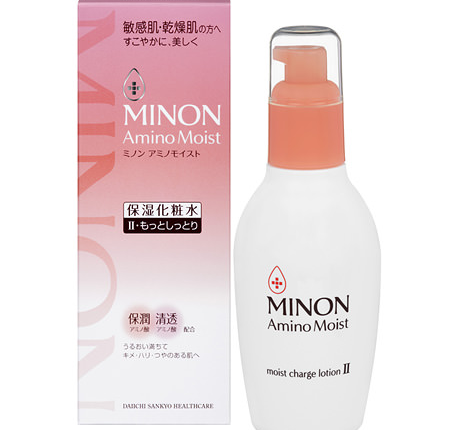 敏感肌・乾燥肌の方へ
すこやかに、美しく
MINON
MINON
Amino Moist
ミノン アミノモイスト
保湿化粧水
II・もっとしっとり
保潤 清透
アミノ酸 アミノ酸 配合
うるおい満ちて
キメ・ハリ・つやのある肌へ
DAIICHI SANKYO HEALTHCARE
MINON
Amino Moist
moist charge lotion II